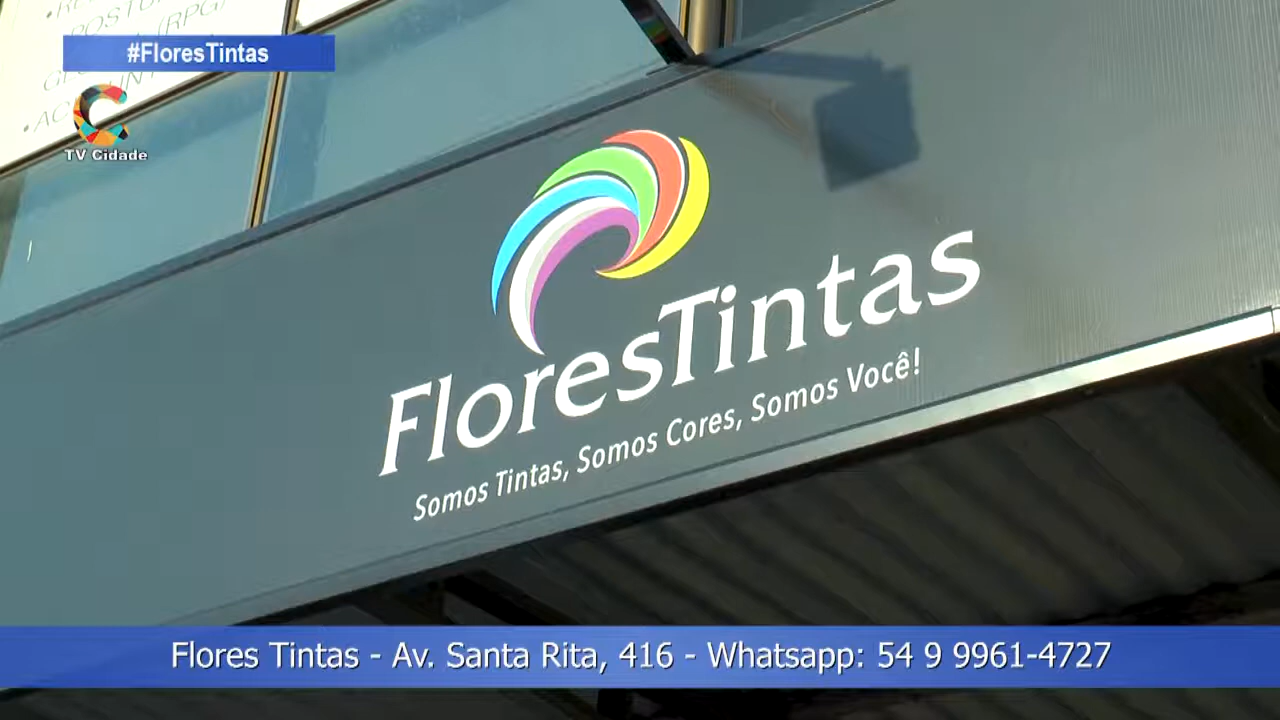 #FloresTintas
(RPG)
TV Cidade
FloresTintas
Somos Tintas, Somos Cores, Somos Você!
Flores Tintas - Av. Santa Rita, 416 - Whatsapp: 54 9 9961-4727